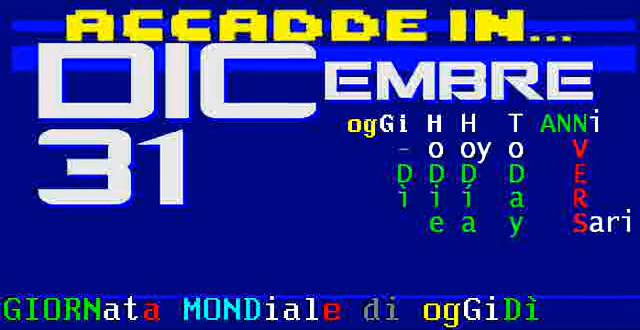 ACCADDE IN...
DICEMBRE
31
ogGi H H T ANNi
- o oy o V
D D D D E
ì i í a R
e a y Sari
GIORNata MONDiale di ogGiDì